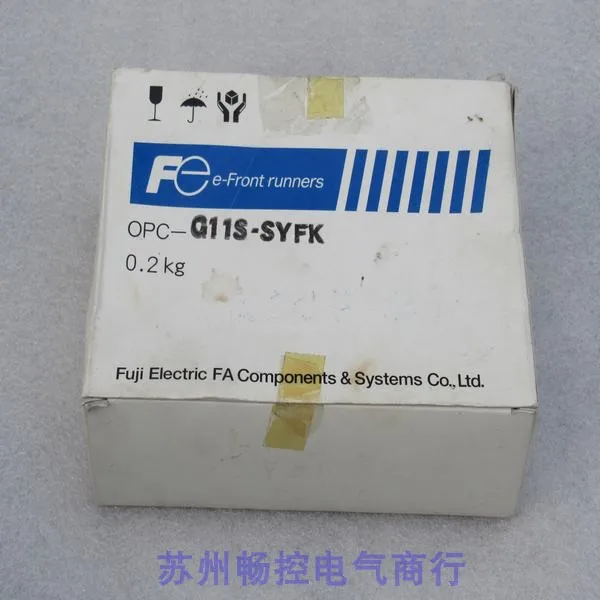 Fe e-Front runners
OPC-G11S-SYFK
0.2kg
Fuji Electric FA Components & Systems Co.,Ltd.
苏州畅控电气商行